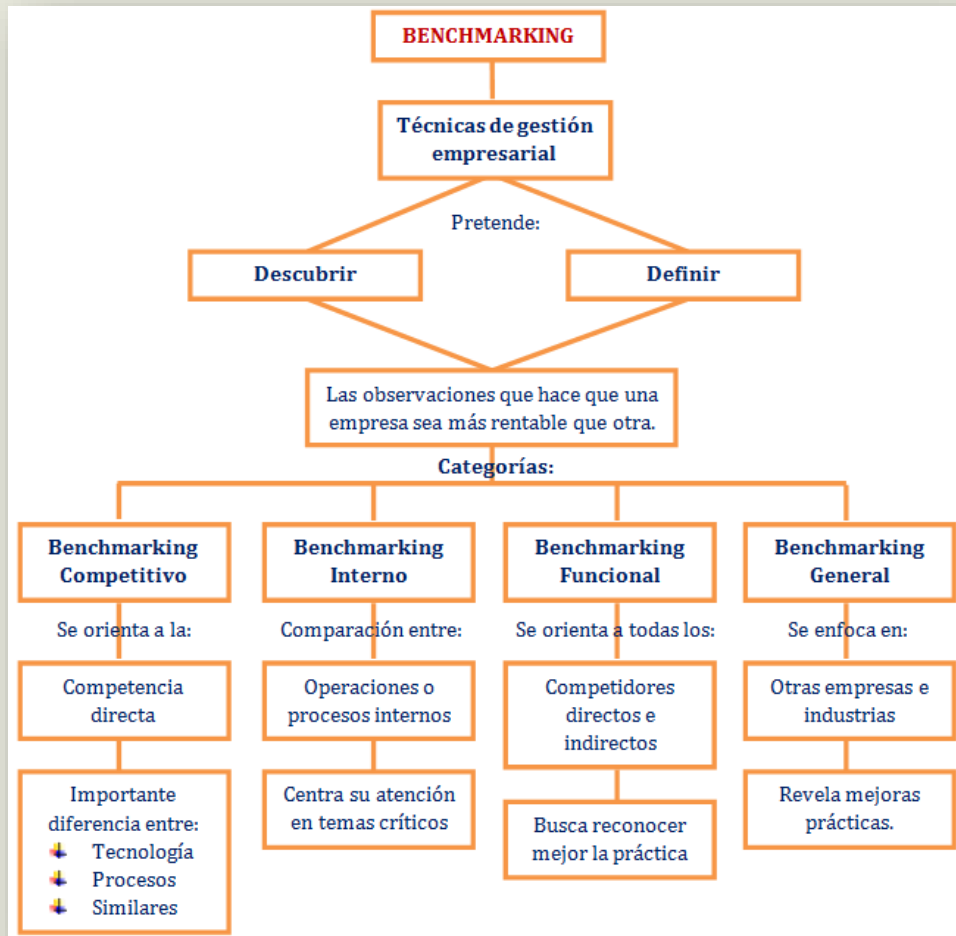 BENCHMARKING
Técnicas de gestión
empresarial
Pretende:
Descubrir
Definir
Las observaciones que hace que una
empresa sea más rentable que otra.
Categorías:
Benchmarking
Competitivo
Se orienta a la:
Competencia
directa
Importante
diferencia entre:
Tecnología
Procesos
Similares
Benchmarking
Interno
Comparación entre:
Operaciones o
procesos internos
Centra su atención
en temas críticos
Benchmarking
Funcional
Se orienta a todas los:
Competidores
directos e
indirectos
Busca reconocer
mejor la práctica
Benchmarking
General
Se enfoca en:
Otras empresas e
industrias
Revela mejoras
prácticas.